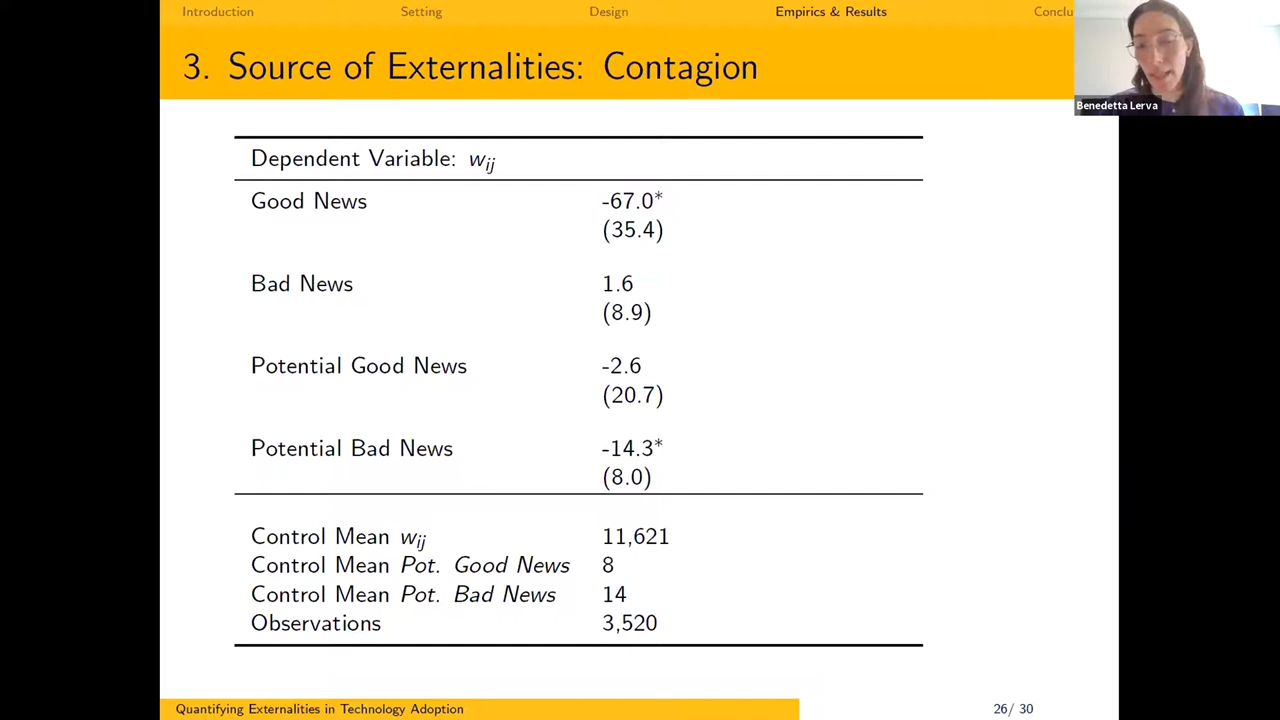 Introduction Setting Design Empirics & Results Conclu
3. Source of Externalities: Contagion
Benedetta Lerva
Dependent Variable: wij
Good News -67.0*
(35.4)
Bad News 1.6
(8.9)
Potential Good News -2.6
(20.7)
Potential Bad News -14.3*
(8.0)
Control Mean wij 11,621
Control Mean Pot. Good News 8
Control Mean Pot. Bad News 14
Observations 3,520
Quantifying Externalities in Technology Adoption 26/ 30